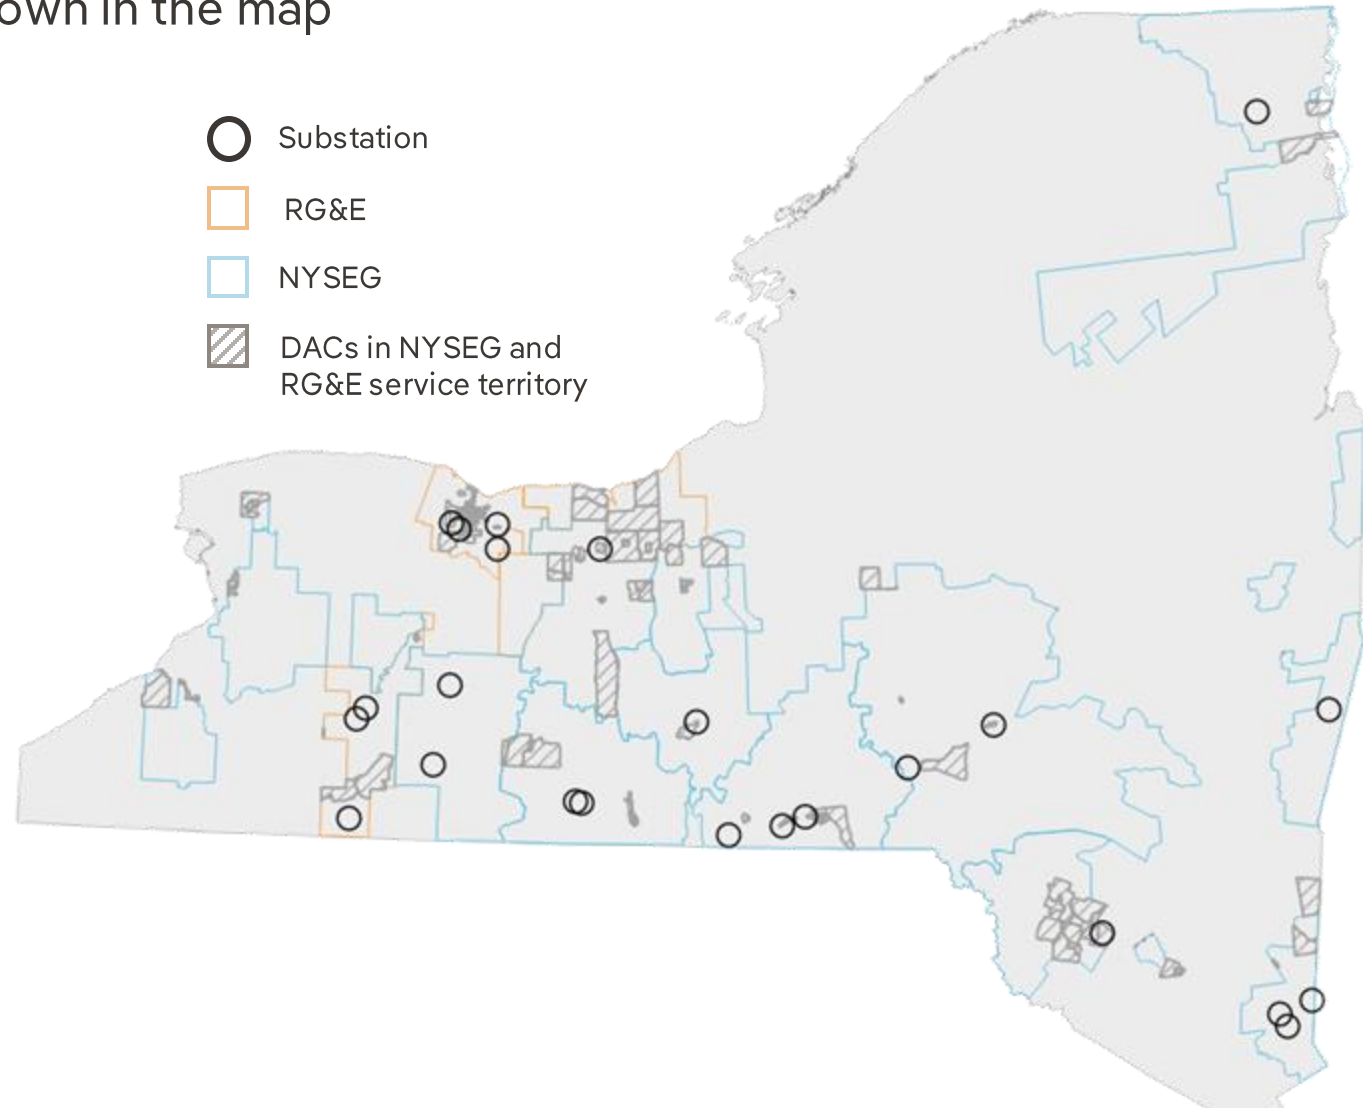 own in the map
Substation
RG&E
NYSEG
DACs in NYSEG and
RG&E service territory